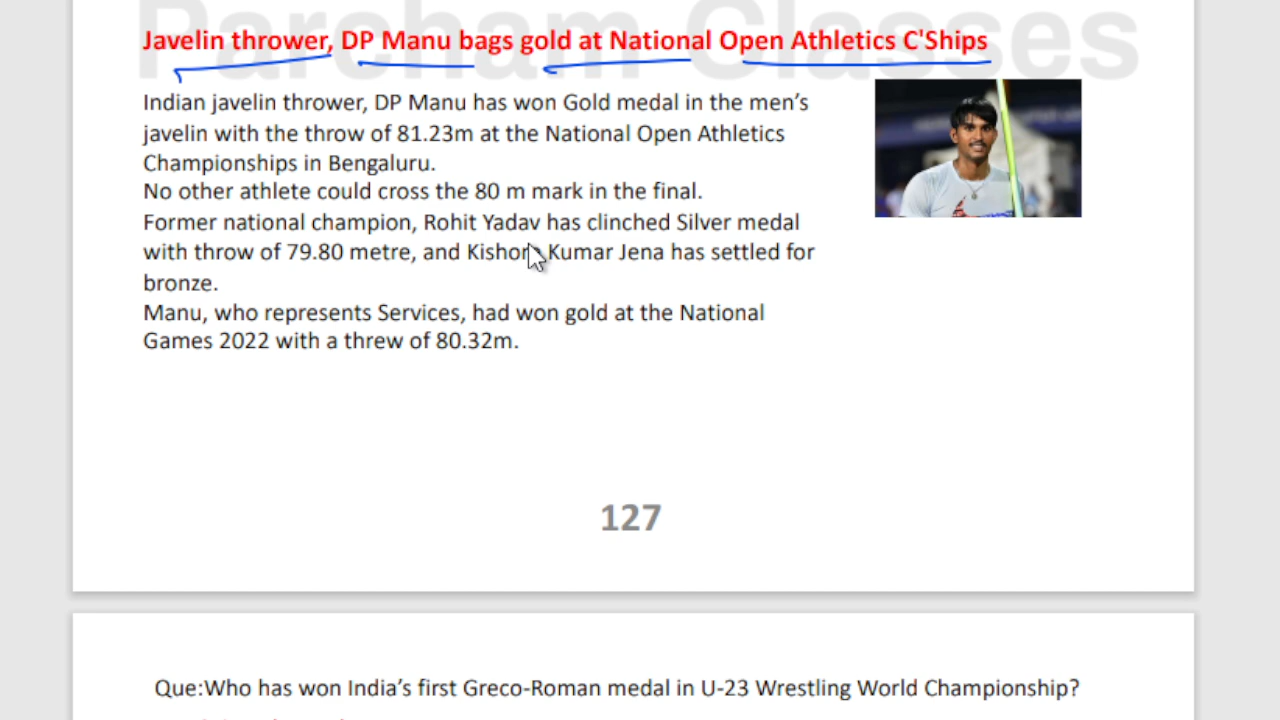 Parcham Classes
Javelin thrower, DP Manu bags gold at National Open Athletics C'Ships
Indian javelin thrower, DP Manu has won Gold medal in the men's
javelin with the throw of 81.23m at the National Open Athletics
Championships in Bengaluru.
No other athlete could cross the 80 m mark in the final.
Former national champion, Rohit Yadav has clinched Silver medal
with throw of 79.80 metre, and Kishore Kumar Jena has settled for
bronze.
Manu, who represents Services, had won gold at the National
Games 2022 with a threw of 80.32m.
127
Que:Who has won India's first Greco-Roman medal in U-23 Wrestling World Championship?